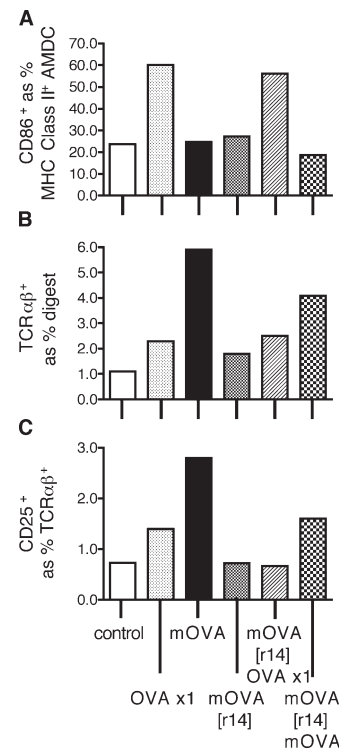 A
CD86+ as %
MHC Class II+ AMDC
70.0
60.0
50.0
40.0
30.0
20.0
10.0
0.0
B
TCRαβ+
as % digest
6.0
5.0
4.0
3.0
2.0
1.0
0.0
C
CD25+
as % TCRαβ+
3.0
2.0
1.0
0.0
control
mOVA
mOVA
[r14]
OVA x1
OVA x1
mOVA
[r14]
mOVA
[r14]
mOVA